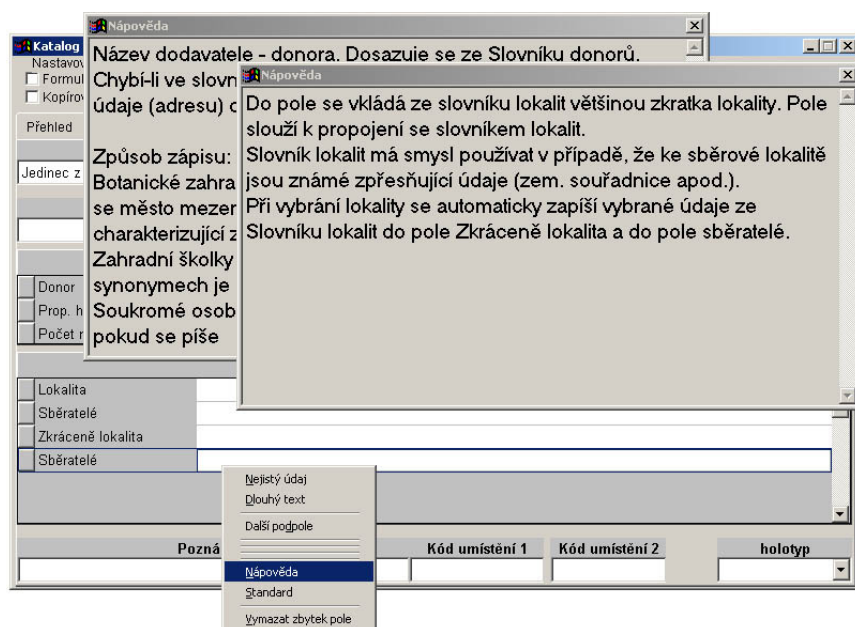 Nápověda
Název dodavatele - donora. Dosazuje se ze Slovníku donorů.
Chybí-li ve slovn
údaje (adresu) d
Způsob zápisu:
Botanické zahra
se město mezer
charakterizující z
Zahradní školky
synonymech je
Soukromé osob
pokud se píše
Nápověda
Do pole se vkládá ze slovníku lokalit většinou zkratka lokality. Pole
slouží k propojení se slovníkem lokalit.
Slovník lokalit má smysl používat v případě, že ke sběrové lokalitě
jsou známé zpřesňující údaje (zem. souřadnice apod.).
Při vybrání lokality se automaticky zapíší vybrané údaje ze
Slovníku lokalit do pole Zkráceně lokalita a do pole sběratelé.
Katalog
Nastavov
Formul
Kopírov
Přehled
Jedinec z
Donor
Prop. h
Počet r
Lokalita
Sběratelé
Zkráceně lokalita
Sběratelé
Nejistý údaj
Dlouhý text
Další podpole
Nápověda
Standard
Vymazat zbytek pole
Pozná
Kód umístění 1
Kód umístění 2
holotyp